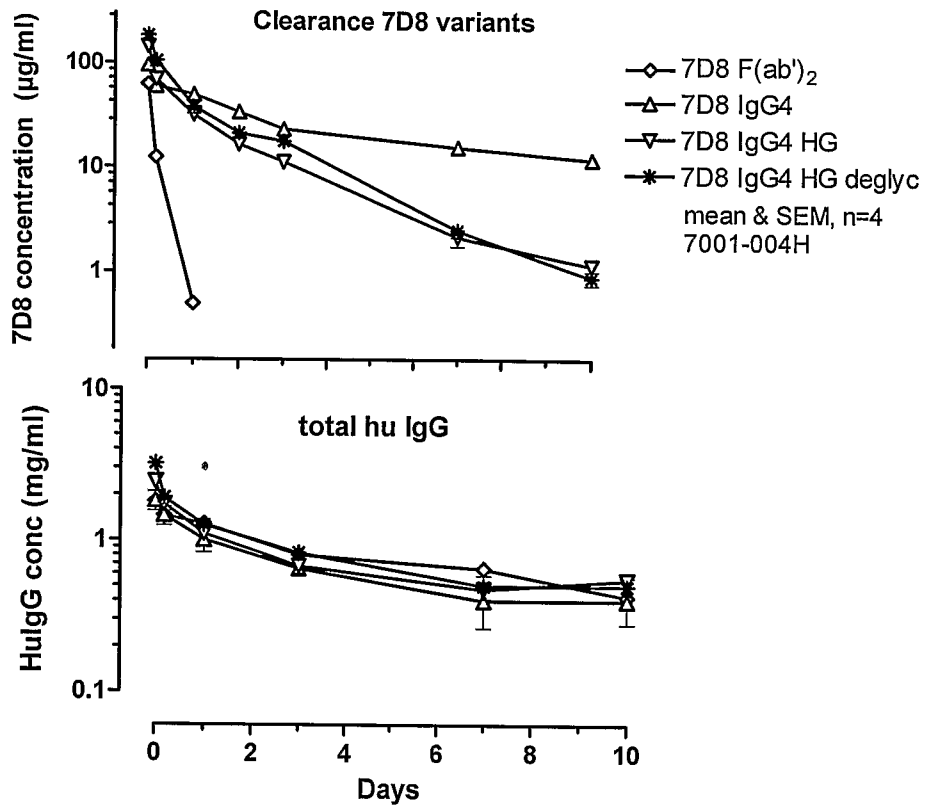 Clearance 7D8 variants
7D8 concentration (µg/ml)
100
10
1
7D8 F(ab')2
7D8 IgG4
7D8 IgG4 HG
7D8 IgG4 HG deglyc
mean & SEM, n=4
7001-004H
total hu IgG
HuIgG conc (mg/ml)
10
1
0.1
0 2 4 6 8 10
Days